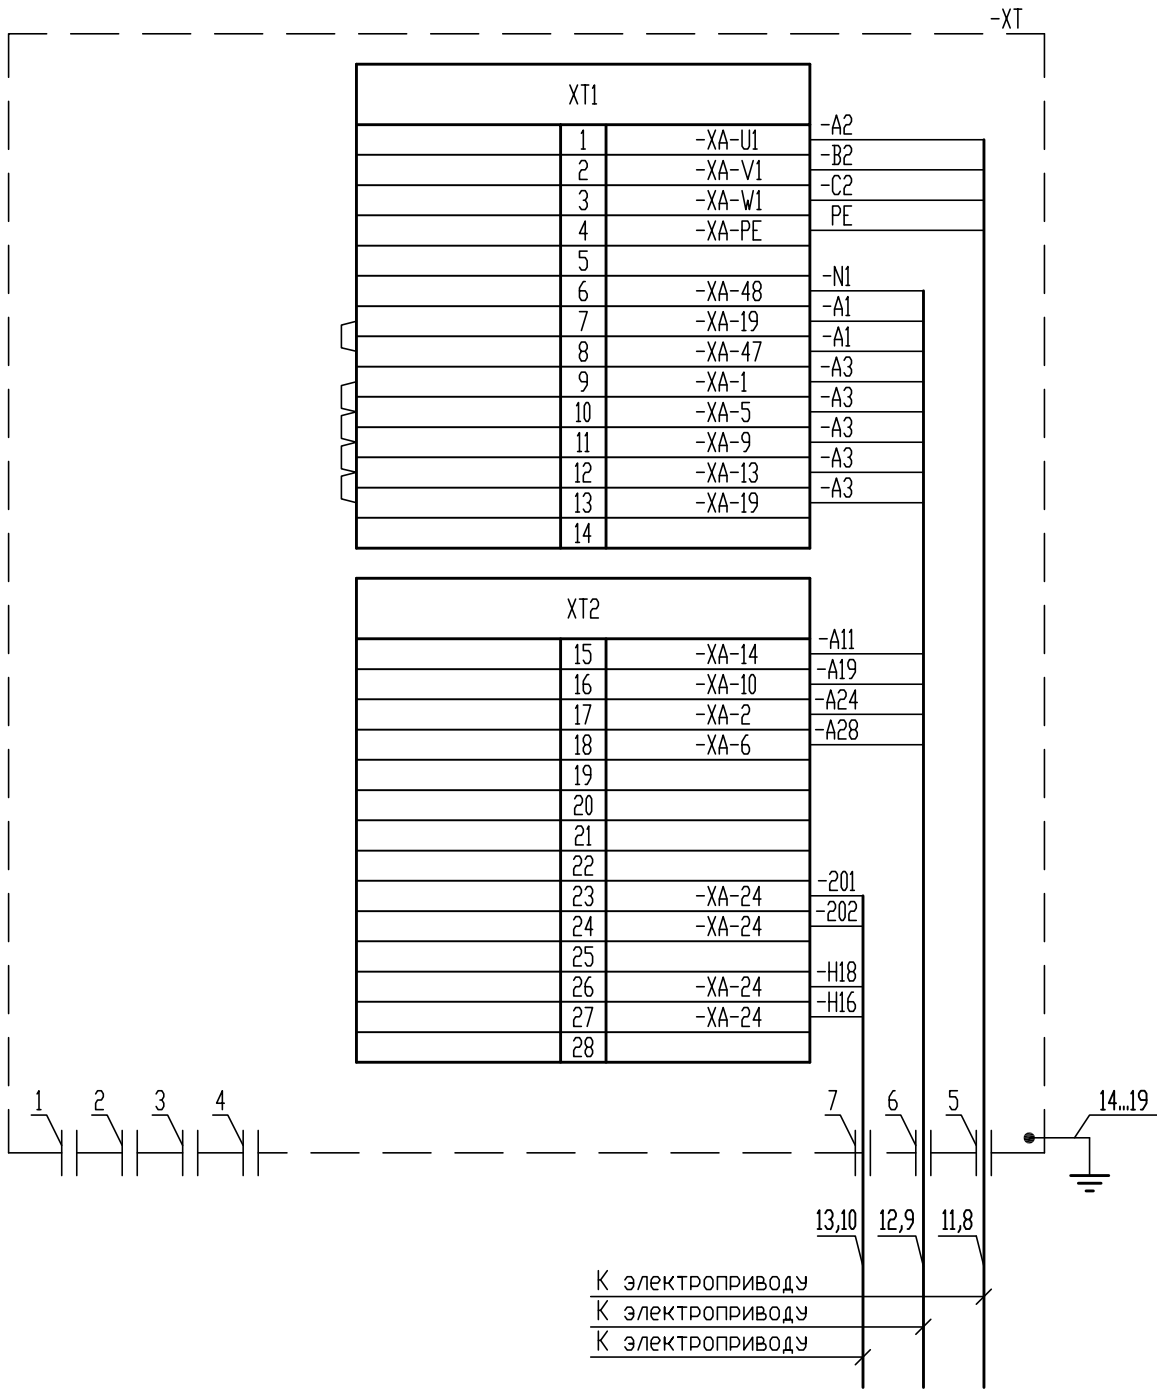 -XT
XT1
1 -XA-U1 -A2
2 -XA-V1 -B2
3 -XA-W1 -C2
4 -XA-PE PE
5
6 -XA-48 -N1
7 -XA-19 -A1
8 -XA-47 -A1
9 -XA-1 -A3
10 -XA-5 -A3
11 -XA-9 -A3
12 -XA-13 -A3
13 -XA-19 -A3
14
XT2
15 -XA-14 -A11
16 -XA-10 -A19
17 -XA-2 -A24
18 -XA-6 -A28
19
20
21
22
23 -XA-24 -201
24 -XA-24 -202
25
26 -XA-24 -H18
27 -XA-24 -H16
28
1 2 3 4 7 6 5 14...19
13,10 12,9 11,8
К электроприводу
К электроприводу
К электроприводу